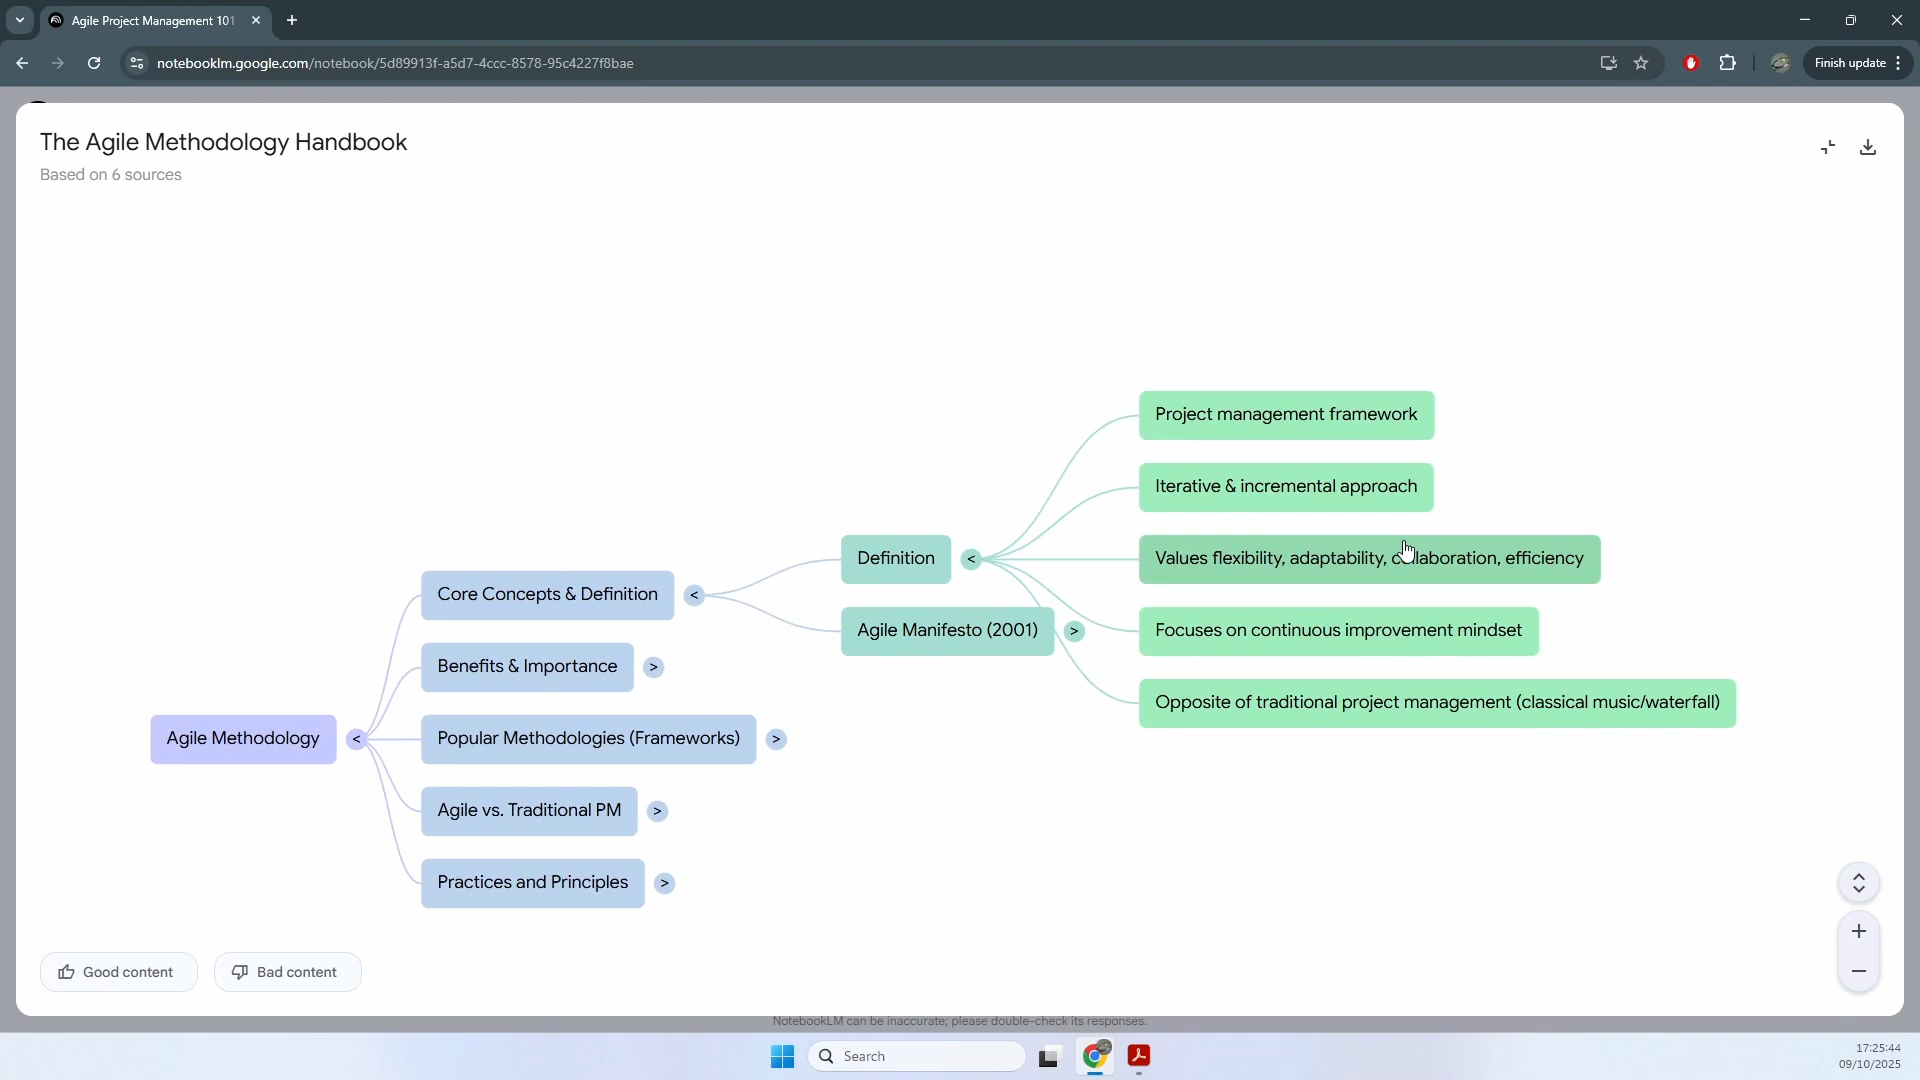 Agile Project Management 101
notebooklm.google.com/notebook/5d89913f-a5d7-4ccc-8578-95c4227f8bae
Finish update
The Agile Methodology Handbook
Based on 6 sources
Project management framework
Iterative & incremental approach
Definition
<
Values flexibility, adaptability, collaboration, efficiency
Core Concepts & Definition
<
Agile Manifesto (2001)
>
Focuses on continuous improvement mindset
Benefits & Importance
>
Opposite of traditional project management (classical music/waterfall)
Agile Methodology
<
Popular Methodologies (Frameworks)
>
Agile vs. Traditional PM
>
Practices and Principles
>
Good content
Bad content
NotebookLM can be inaccurate; please double-check its responses.
Search
17:25:44
09/10/2025